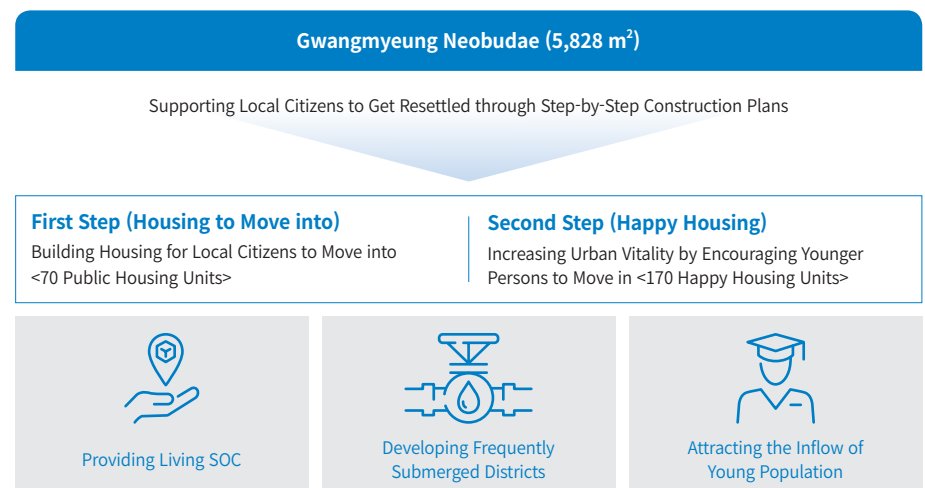 Gwangmyeung Neobudae (5,828 m²)
Supporting Local Citizens to Get Resettled through Step-by-Step Construction Plans
First Step (Housing to Move into)
Building Housing for Local Citizens to Move into
<70 Public Housing Units>
Second Step (Happy Housing)
Increasing Urban Vitality by Encouraging Younger
Persons to Move in <170 Happy Housing Units>
Providing Living SOC
Developing Frequently
Submerged Districts
Attracting the Inflow of
Young Population